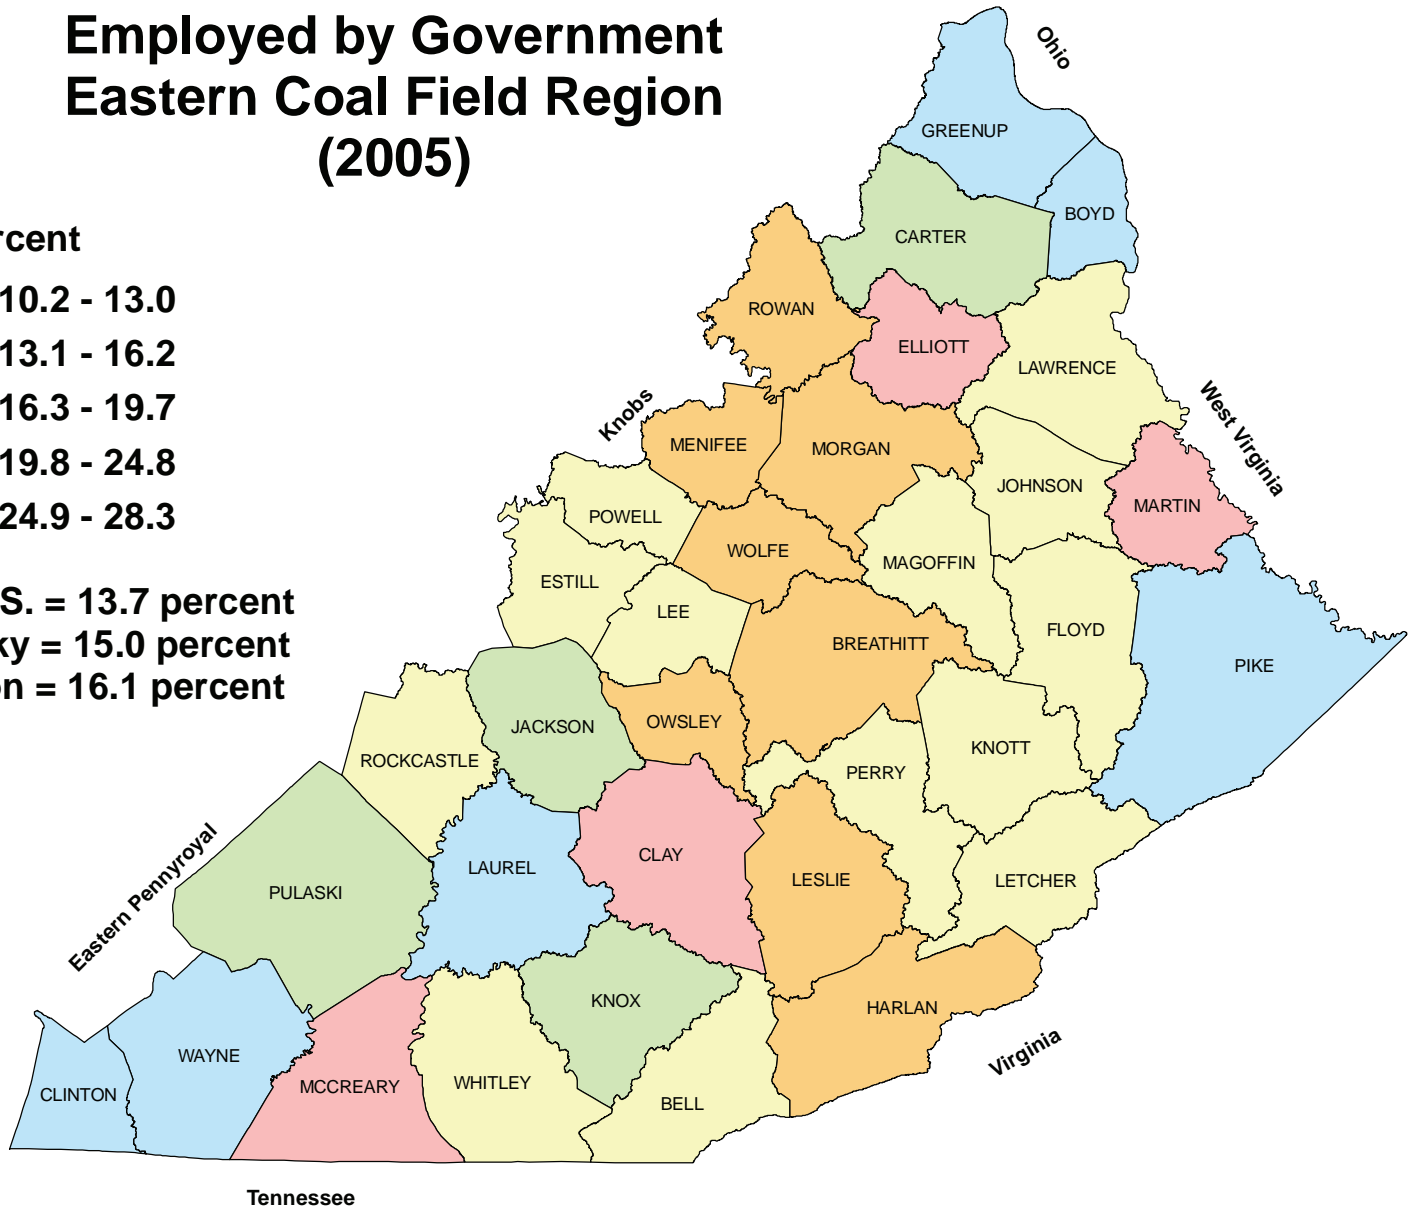 Employed by Government
Eastern Coal Field Region
(2005)
rcent
10.2 - 13.0
13.1 - 16.2
16.3 - 19.7
19.8 - 24.8
24.9 - 28.3
S. = 13.7 percent
ky = 15.0 percent
on = 16.1 percent
Ohio
GREENUP
BOYD
CARTER
ROWAN
ELLIOTT
LAWRENCE
Knobs
West Virginia
MENIFEE
MORGAN
JOHNSON
MARTIN
POWELL
WOLFE
MAGOFFIN
ESTILL
LEE
FLOYD
BREATHITT
PIKE
JACKSON
OWSLEY
KNOTT
ROCKCASTLE
PERRY
Eastern Pennyroyal
CLAY
LAUREL
LESLIE
LETCHER
PULASKI
KNOX
HARLAN
Virginia
WAYNE
CLINTON
MCCREARY
WHITLEY
BELL
Tennessee